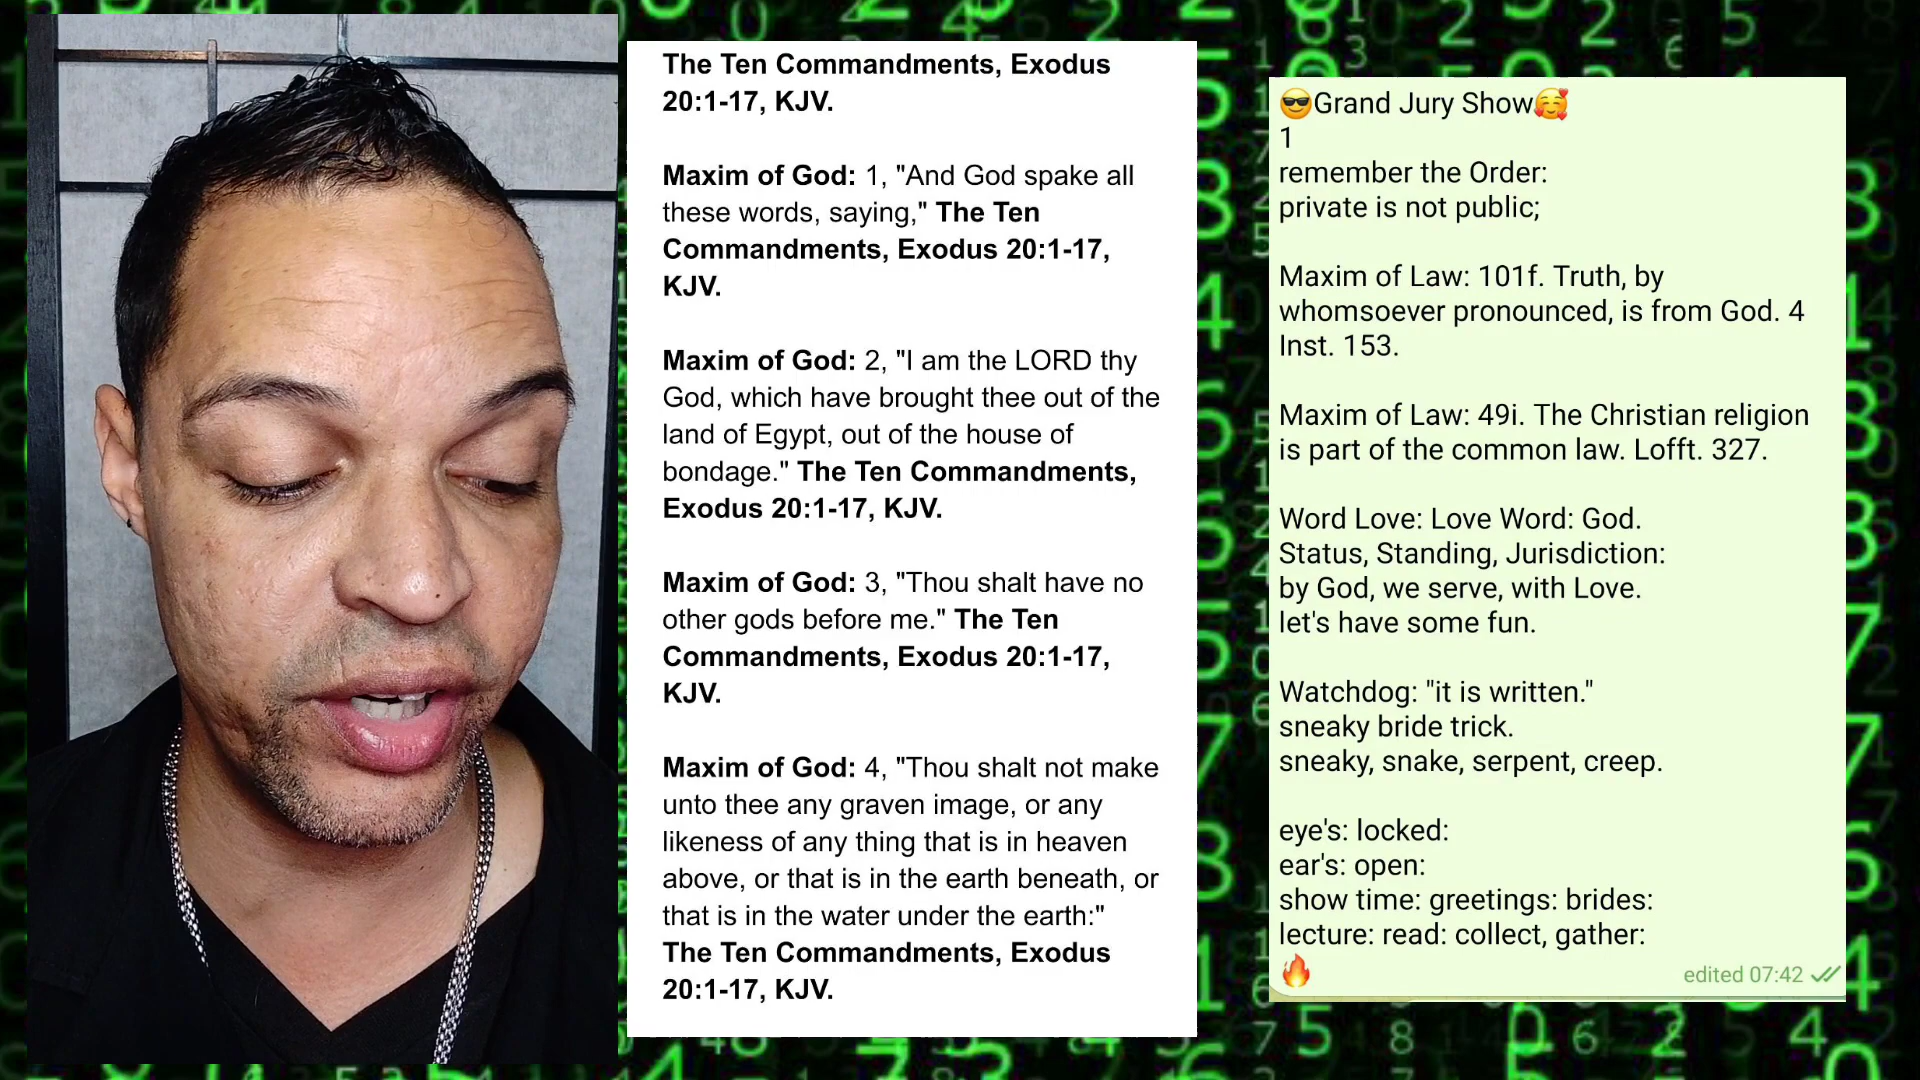 The Ten Commandments, Exodus
20:1-17, KJV.
Maxim of God: 1, "And God spake all
these words, saying," The Ten
Commandments, Exodus 20:1-17,
KJV.
Maxim of God: 2, "I am the LORD thy
God, which have brought thee out of the
land of Egypt, out of the house of
bondage." The Ten Commandments,
Exodus 20:1-17, KJV.
Maxim of God: 3, "Thou shalt have no
other gods before me." The Ten
Commandments, Exodus 20:1-17,
KJV.
Maxim of God: 4, "Thou shalt not make
unto thee any graven image, or any
likeness of any thing that is in heaven
above, or that is in the earth beneath, or
that is in the water under the earth:"
The Ten Commandments, Exodus
20:1-17, KJV.
😎Grand Jury Show🥰
1
remember the Order:
private is not public;
Maxim of Law: 101f. Truth, by
whomsoever pronounced, is from God. 4
Inst. 153.
Maxim of Law: 49i. The Christian religion
is part of the common law. Lofft. 327.
Word Love: Love Word: God.
Status, Standing, Jurisdiction:
by God, we serve, with Love.
let's have some fun.
Watchdog: "it is written."
sneaky bride trick.
sneaky, snake, serpent, creep.
eye's: locked:
ear's: open:
show time: greetings: brides:
lecture: read: collect, gather:
🔥
edited 07:42